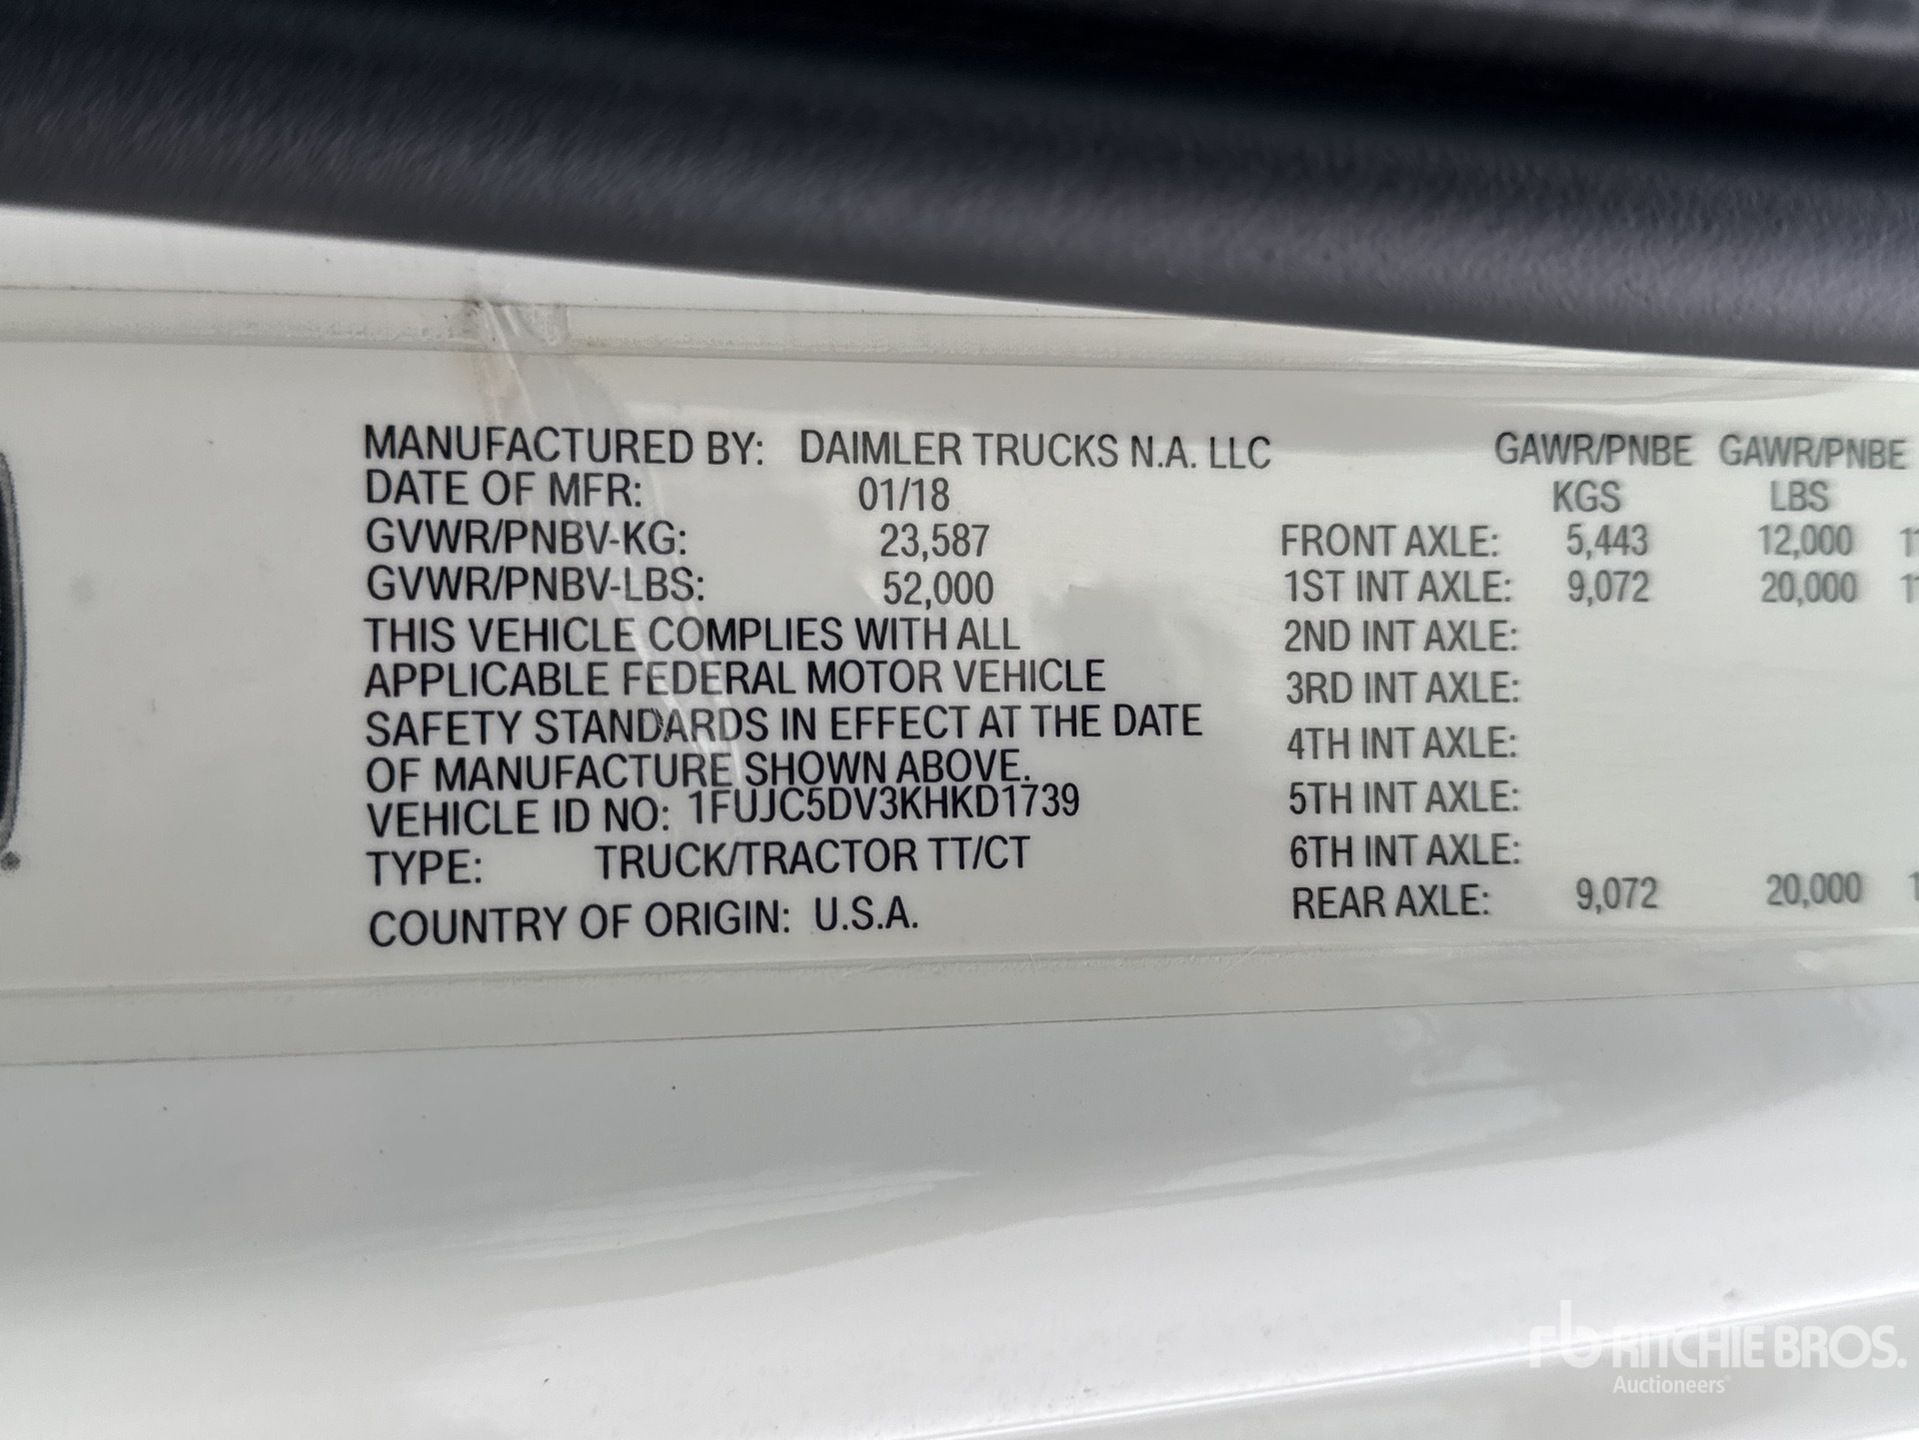 MANUFACTURED BY: DAIMLER TRUCKS N.A. LLC
DATE OF MFR: 01/18
GVWR/PNBV-KG: 23,587
GVWR/PNBV-LBS: 52,000
THIS VEHICLE COMPLIES WITH ALL
APPLICABLE FEDERAL MOTOR VEHICLE
SAFETY STANDARDS IN EFFECT AT THE DATE
OF MANUFACTURE SHOWN ABOVE.
VEHICLE ID NO: 1FUJC5DV3KHKD1739
TYPE: TRUCK/TRACTOR TT/CT
COUNTRY OF ORIGIN: U.S.A.
GAWR/PNBE GAWR/PNBE
KGS LBS
FRONT AXLE: 5,443 12,000
1ST INT AXLE: 9,072 20,000
2ND INT AXLE:
3RD INT AXLE:
4TH INT AXLE:
5TH INT AXLE:
6TH INT AXLE:
REAR AXLE: 9,072 20,000
rb RITCHIE BROS.
Auctioneers